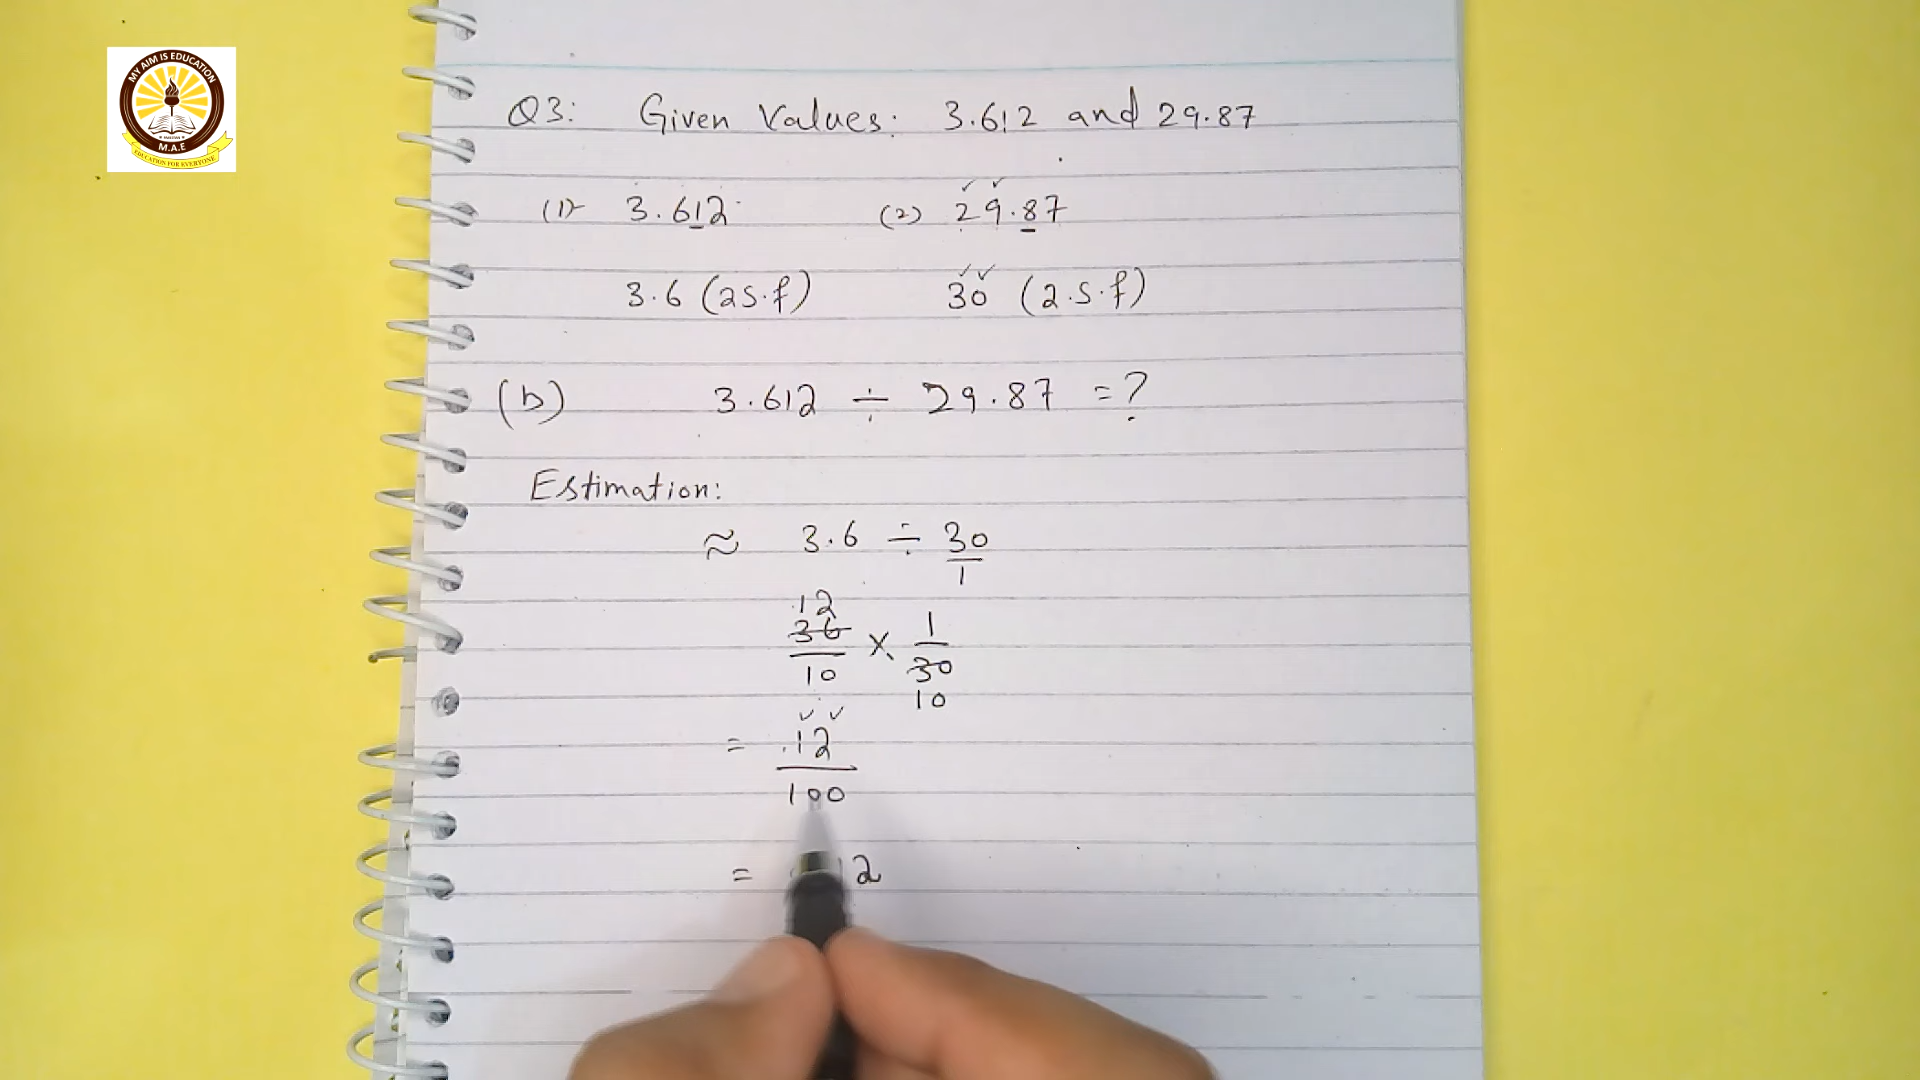 MY AIM IS EDUCATION
M.A.E
EDUCATION FOR EVERYONE
Q3: Given Values: 3.612 and 29.87
(1) 3.612 (2) 29.87
3.6 (2 S.f) 30 (2.S.f)
(b) 3.612 ÷ 29.87 = ?
Estimation:
≈ 3.6 ÷ 30
1
12
36 1
×
10 30
10
= 12
100
= 12